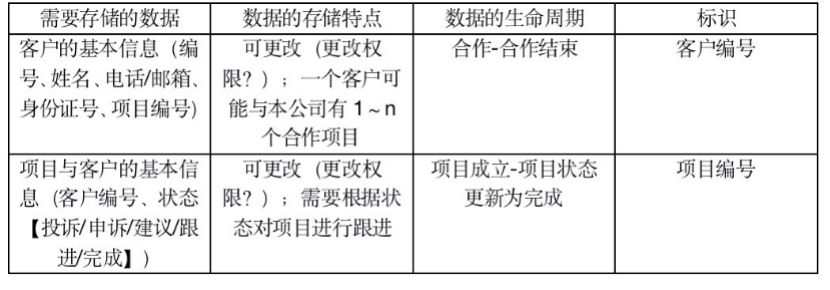 需要存储的数据
数据的存储特点
数据的生命周期
标识
客户的基本信息（编
号、姓名、电话/邮箱、
身份证号、项目编号）
可更改（更改权
限？）；一个客户可
能与本公司有 1～n
个合作项目
合作-合作结束
客户编号
项目与客户的基本信
息（客户编号、状态
【投诉/申诉/建议/跟
进/完成】）
可更改（更改权
限？）；需要根据状
态对项目进行跟进
项目成立-项目状态
更新为完成
项目编号